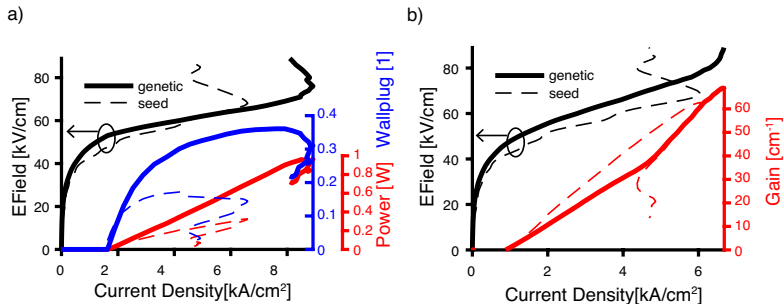 a)
EField [kV/cm]
80
60
40
20
0
genetic
seed
0
2
4
6
8
Current Density[kA/cm²]
Wallplug [1]
0.4
0.3
0.2
0.1
0
Power [W]
1
0.8
0.6
0.4
0.2
0
b)
EField [kV/cm]
80
60
40
20
0
genetic
seed
0
2
4
6
Current Density[kA/cm²]
Gain [cm⁻¹]
60
50
40
30
20
10
0